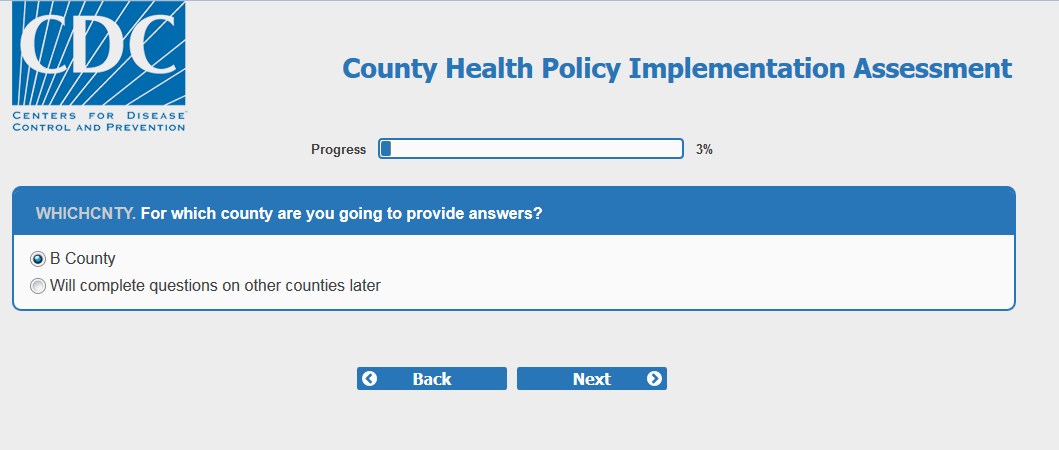 CDC
CENTERS FOR DISEASE
CONTROL AND PREVENTION
County Health Policy Implementation Assessment
Progress 3%
WHICHCNTY. For which county are you going to provide answers?
B County
Will complete questions on other counties later
Back Next